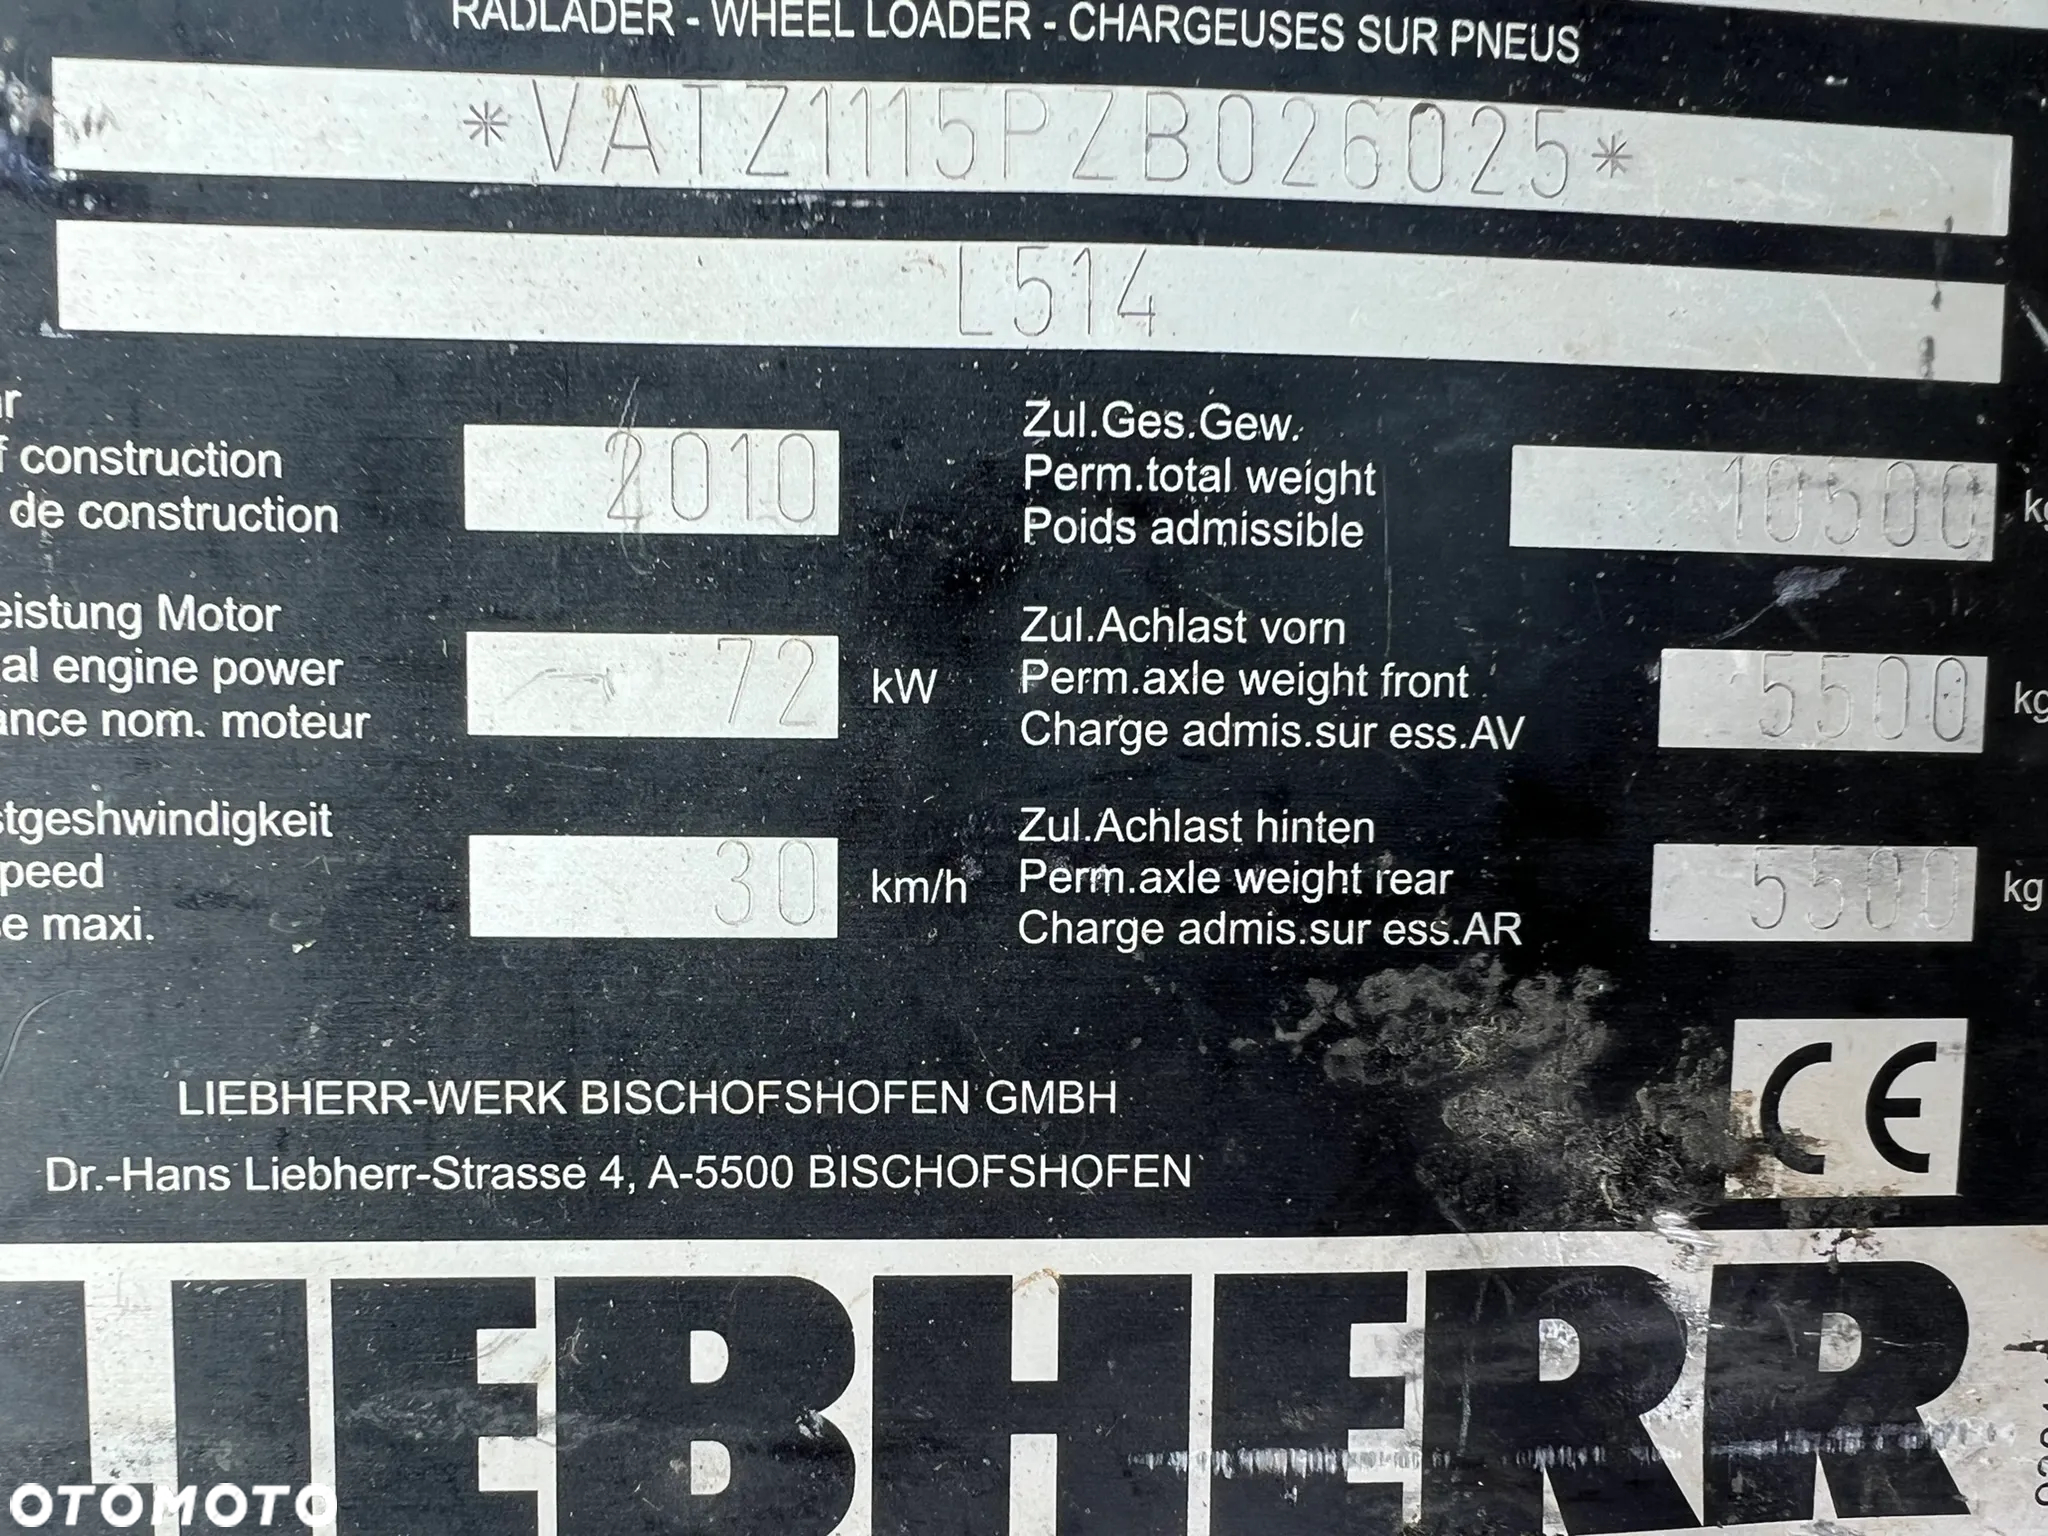 RADLADER - WHEEL LOADER - CHARGEUSES SUR PNEUS
*VATZ1115PZB026025*
L514
r
f construction 2010
de construction
Zul.Ges.Gew.
Perm.total weight 10500 kg
Poids admissible
eistung Motor
al engine power 72 kW
ance nom. moteur
Zul.Achlast vorn
Perm.axle weight front 5500 kg
Charge admis.sur ess.AV
stgeshwindigkeit
peed 30 km/h
e maxi.
Zul.Achlast hinten
Perm.axle weight rear 5500 kg
Charge admis.sur ess.AR
CE
LIEBHERR-WERK BISCHOFSHOFEN GMBH
Dr.-Hans Liebherr-Strasse 4, A-5500 BISCHOFSHOFEN
LIEBHERR
OTOMOTO